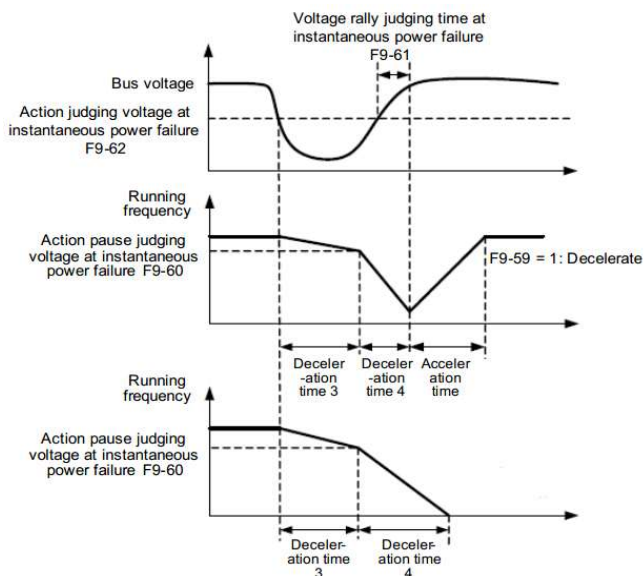 Voltage rally judging time at
instantaneous power failure
F9-61
Bus voltage
Action judging voltage at
instantaneous power failure
F9-62
Running
frequency
Action pause judging
voltage at instantaneous
power failure F9-60
F9-59 = 1: Decelerate
Deceler
-ation
time 3
Deceler
-ation
time 4
Acceler
ation
time
Running
frequency
Action pause judging
voltage at instantaneous
power failure F9-60
Deceler-
ation time
3
Deceler-
ation time
4